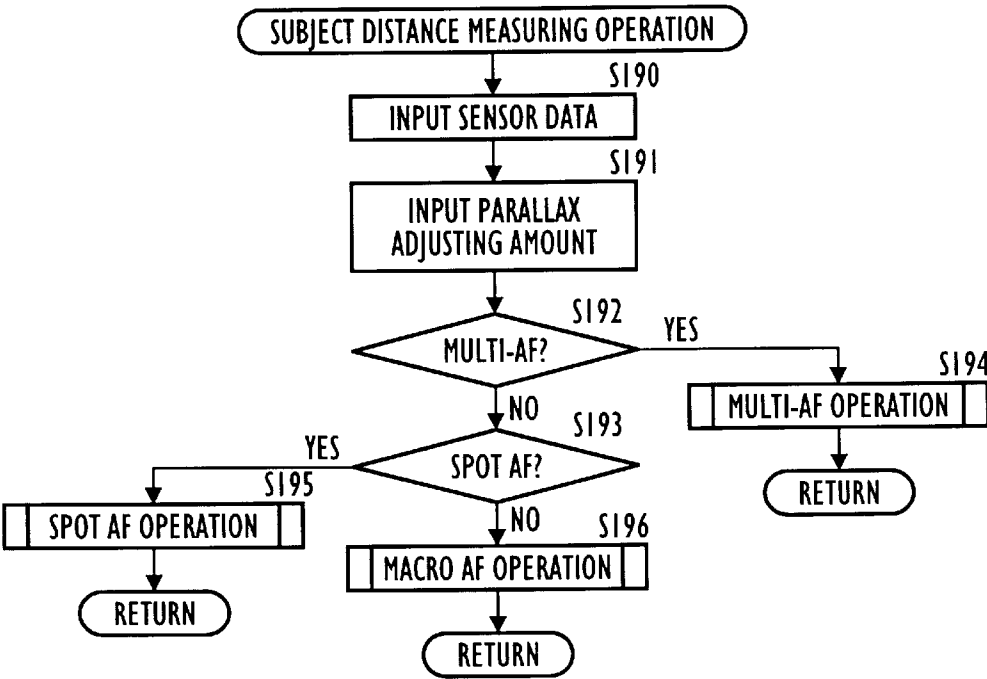 SUBJECT DISTANCE MEASURING OPERATION
S190
INPUT SENSOR DATA
S191
INPUT PARALLAX
ADJUSTING AMOUNT
S192
MULTI-AF?
YES
S194
MULTI-AF OPERATION
NO
S193
YES
SPOT AF?
RETURN
S195
SPOT AF OPERATION
NO
S196
MACRO AF OPERATION
RETURN
RETURN